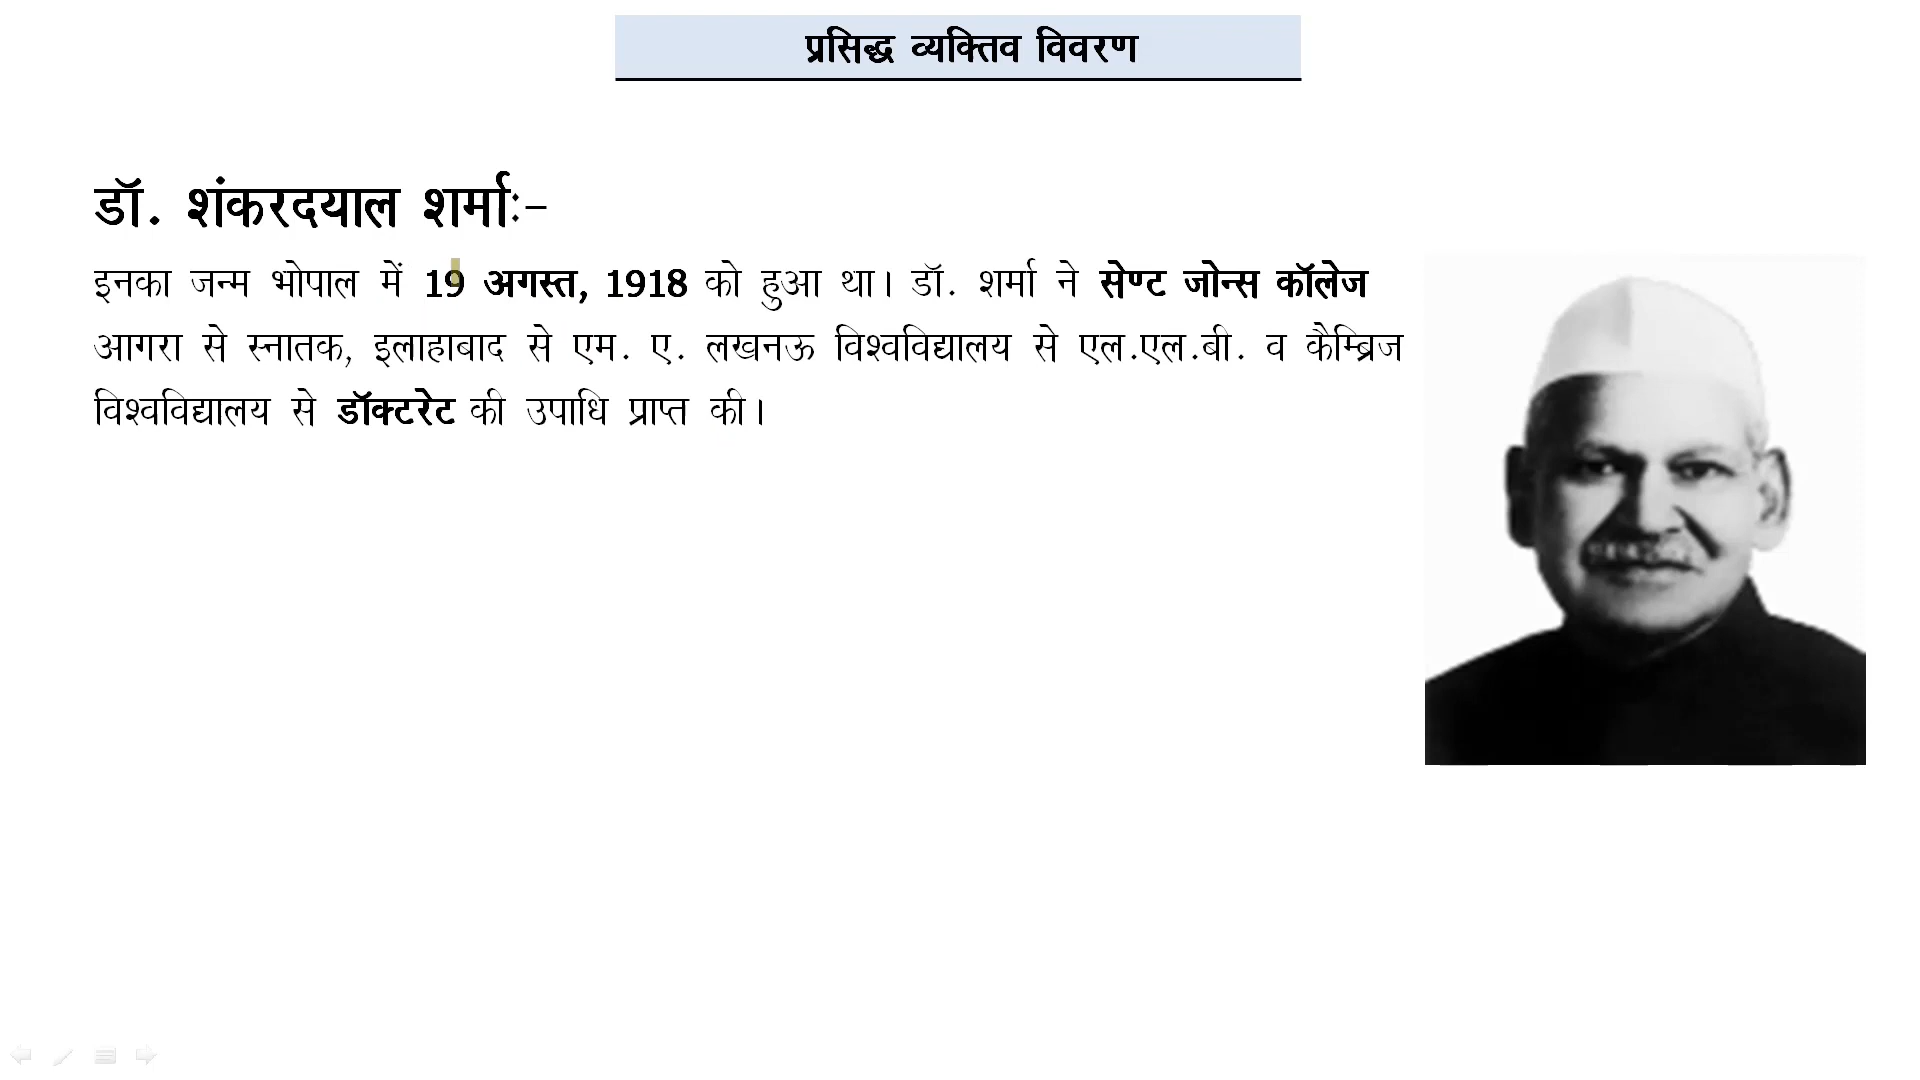 प्रसिद्ध व्यक्तिव विवरण
डॉ. शंकरदयाल शर्माः-
इनका जन्म भोपाल में 19 अगस्त, 1918 को हुआ था। डॉ. शर्मा ने सेण्ट जोन्स कॉलेज
आगरा से स्नातक, इलाहाबाद से एम. ए. लखनऊ विश्वविद्यालय से एल.एल.बी. व कैम्ब्रिज
विश्वविद्यालय से डॉक्टरेट की उपाधि प्राप्त की।